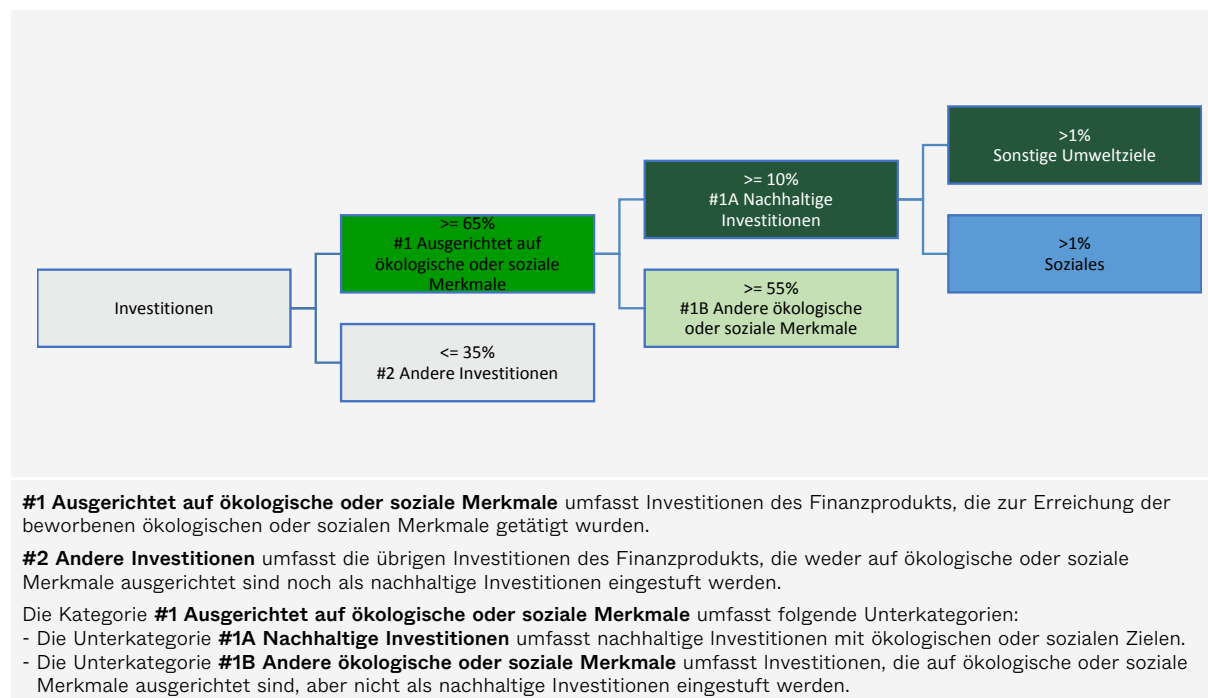 >1%
Sonstige Umweltziele
>= 10%
#1A Nachhaltige
Investitionen
>= 65%
#1 Ausgerichtet auf
ökologische oder soziale
Merkmale
>1%
Soziales
Investitionen
>= 55%
#1B Andere ökologische
oder soziale Merkmale
<= 35%
#2 Andere Investitionen
#1 Ausgerichtet auf ökologische oder soziale Merkmale umfasst Investitionen des Finanzprodukts, die zur Erreichung der
beworbenen ökologischen oder sozialen Merkmale getätigt wurden.
#2 Andere Investitionen umfasst die übrigen Investitionen des Finanzprodukts, die weder auf ökologische oder soziale
Merkmale ausgerichtet sind noch als nachhaltige Investitionen eingestuft werden.
Die Kategorie #1 Ausgerichtet auf ökologische oder soziale Merkmale umfasst folgende Unterkategorien:
- Die Unterkategorie #1A Nachhaltige Investitionen umfasst nachhaltige Investitionen mit ökologischen oder sozialen Zielen.
- Die Unterkategorie #1B Andere ökologische oder soziale Merkmale umfasst Investitionen, die auf ökologische oder soziale
Merkmale ausgerichtet sind, aber nicht als nachhaltige Investitionen eingestuft werden.